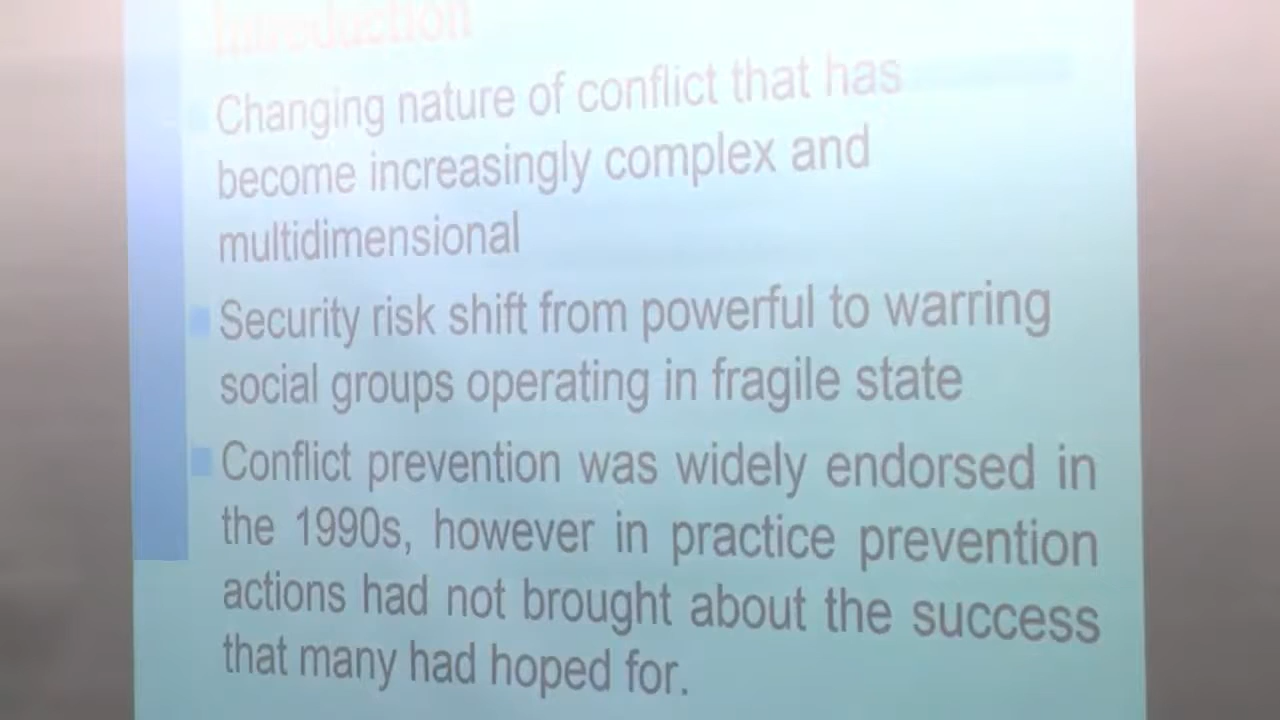 Introduction
Changing nature of conflict that has
become increasingly complex and
multidimensional
Security risk shift from powerful to warring
social groups operating in fragile state
Conflict prevention was widely endorsed in
the 1990s, however in practice prevention
actions had not brought about the success
that many had hoped for.